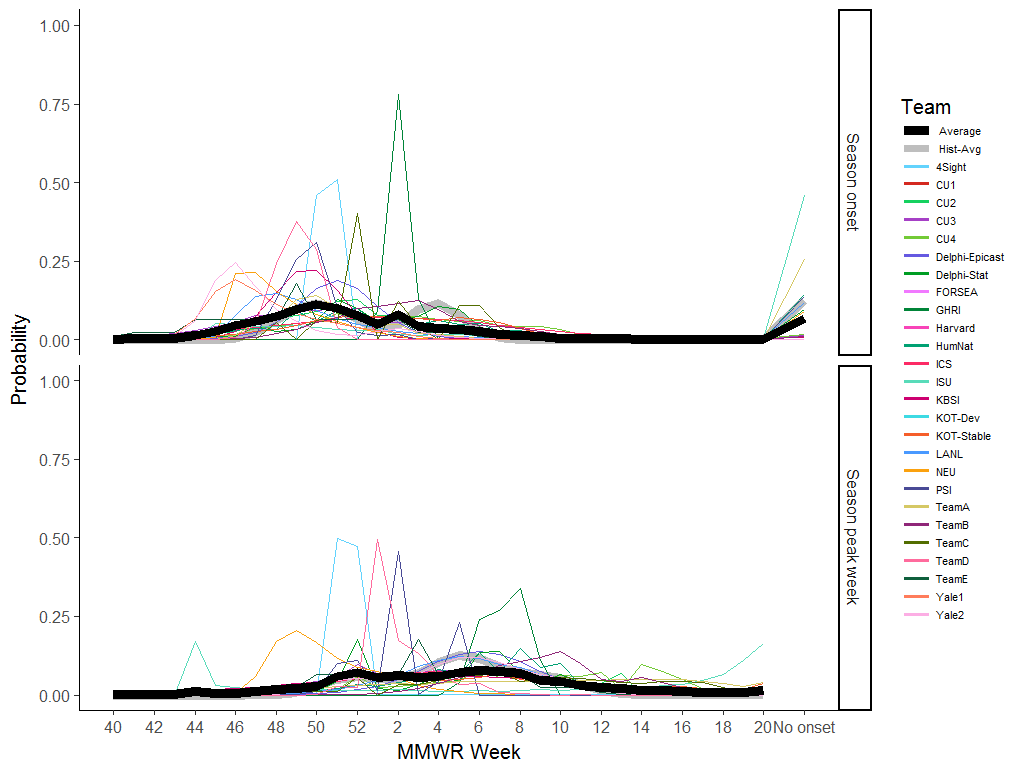 1.00
0.75
0.50
0.25
0.00
Season onset
1.00
0.75
0.50
0.25
0.00
Season peak week
Probability
40 42 44 46 48 50 52 2 4 6 8 10 12 14 16 18 20 No onset
MMWR Week
Team
Average
Hist-Avg
4Sight
CU1
CU2
CU3
CU4
Delphi-Epicast
Delphi-Stat
FORSEA
GHRI
Harvard
HumNat
ICS
ISU
KBSI
KOT-Dev
KOT-Stable
LANL
NEU
PSI
TeamA
TeamB
TeamC
TeamD
TeamE
Yale1
Yale2